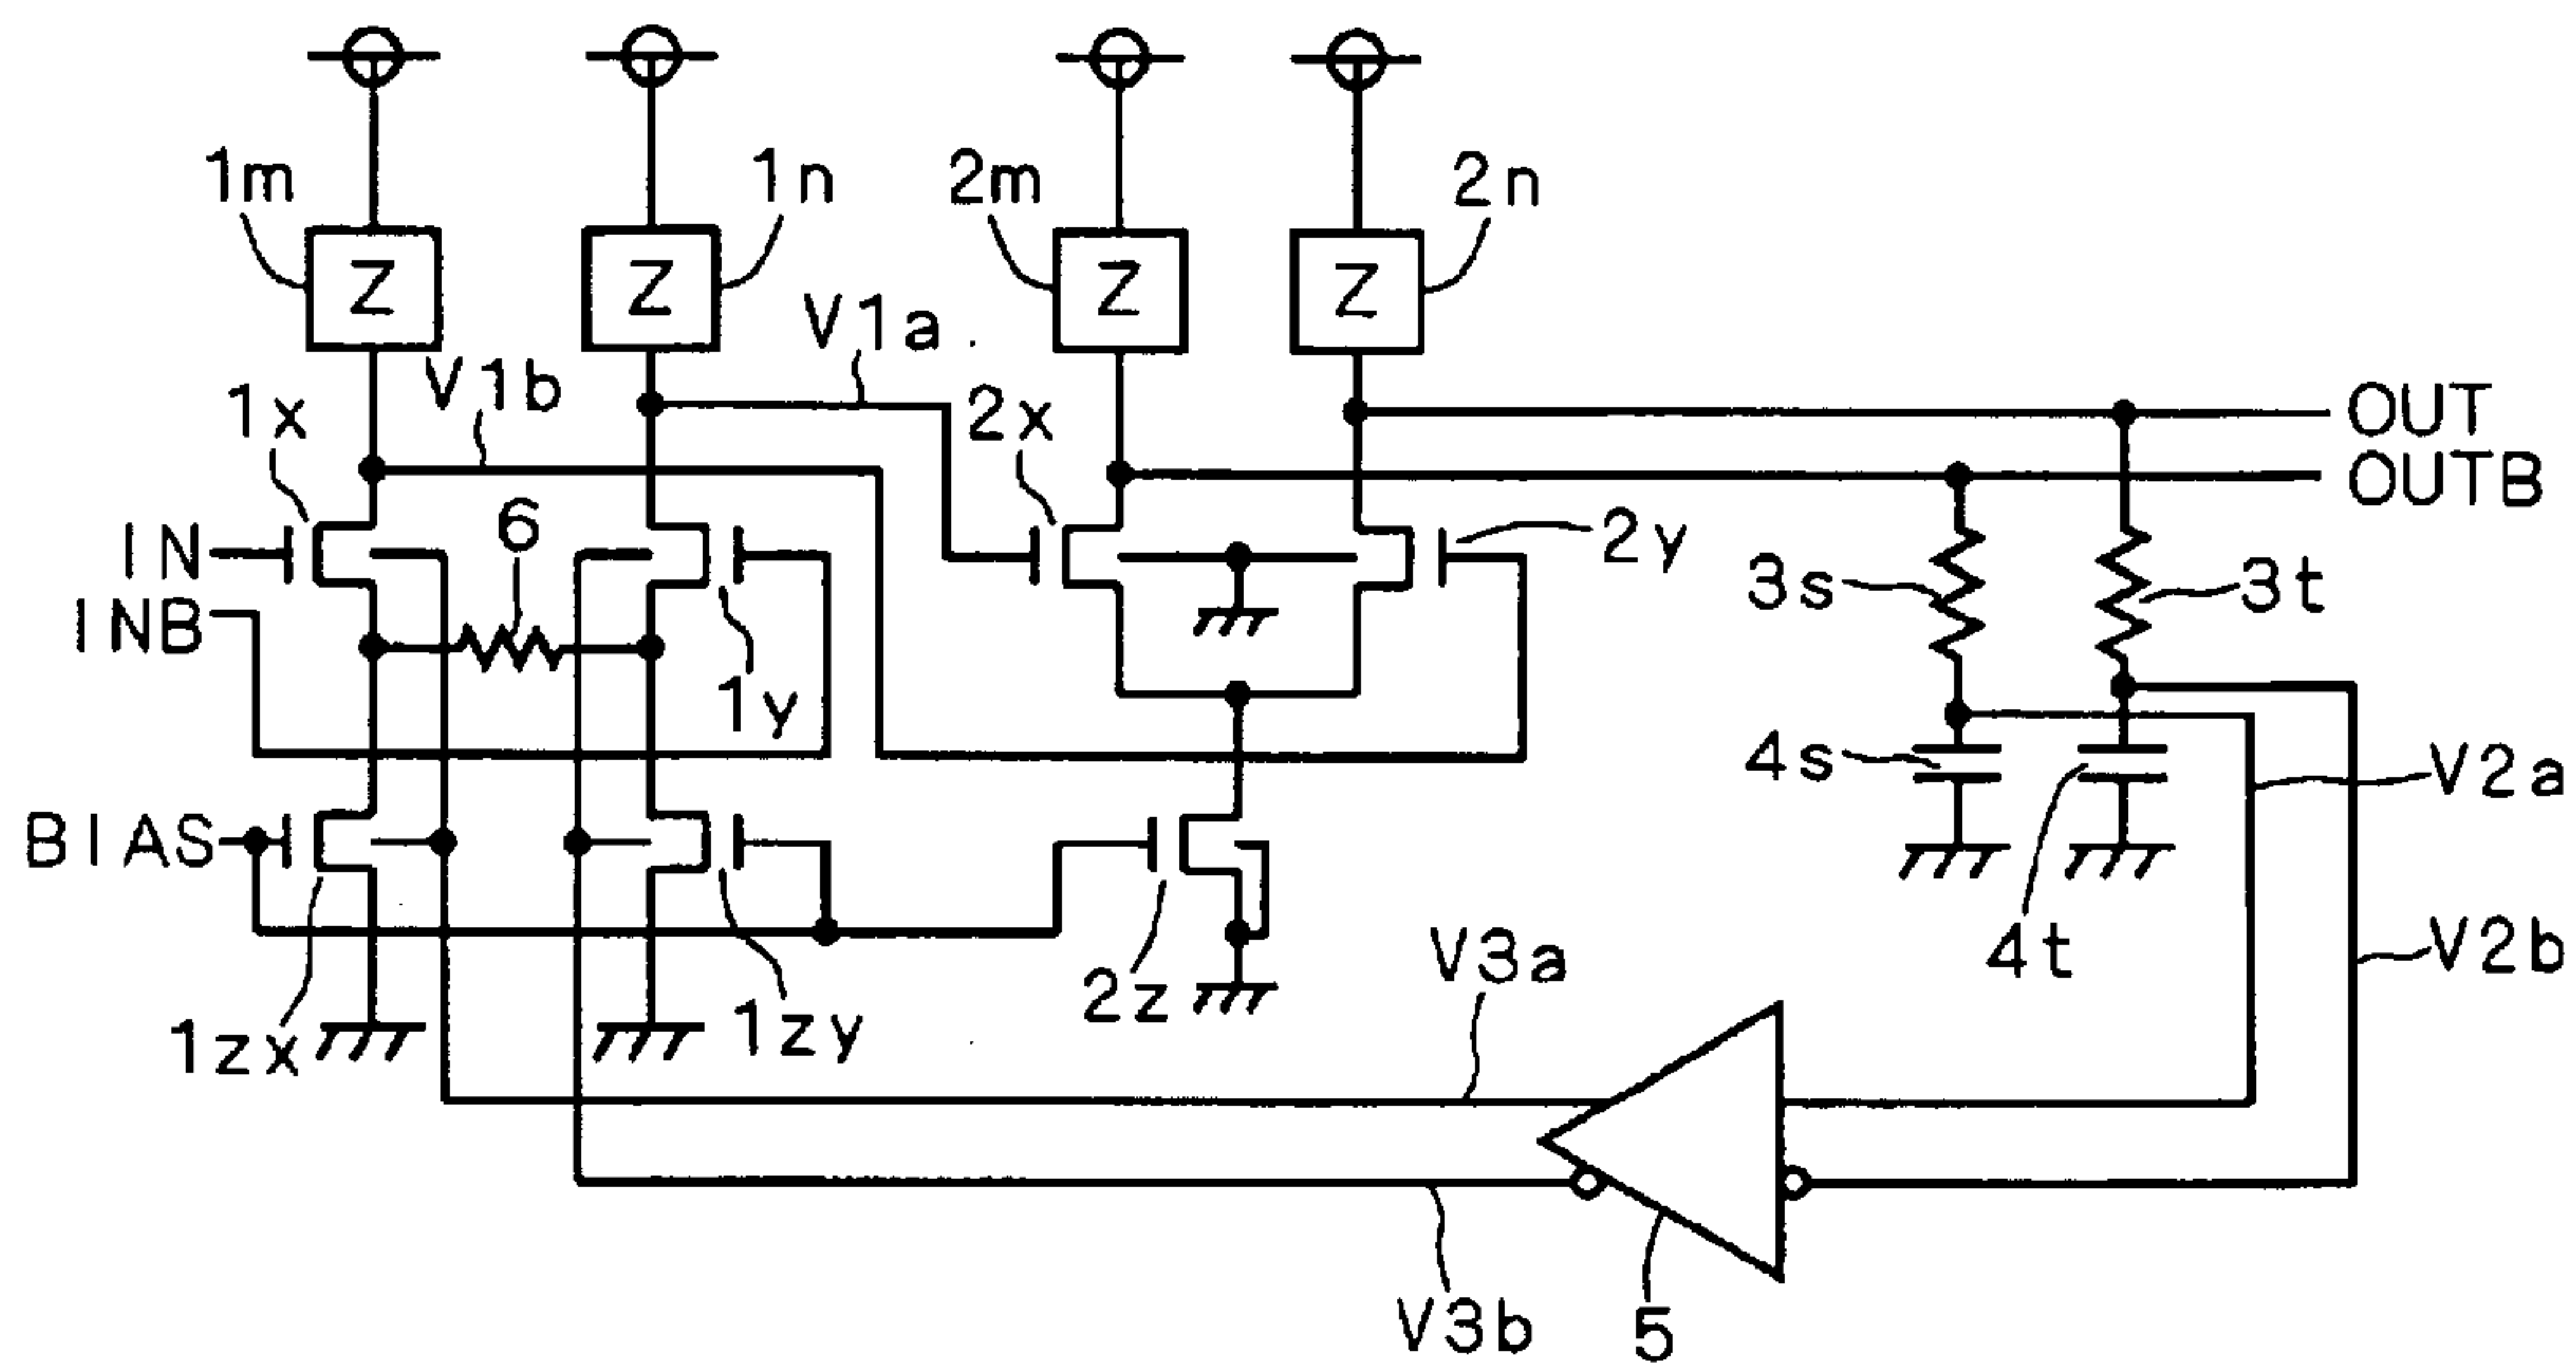 1m
1n
2m
2n
Z
Z
Z
Z
V1a
V1b
1x
2x
OUT
OUTB
IN
6
2y
3s
3t
INB
1y
4s
V2a
BIAS
4t
V2b
V3a
2z
1zx
1zy
V3b
5